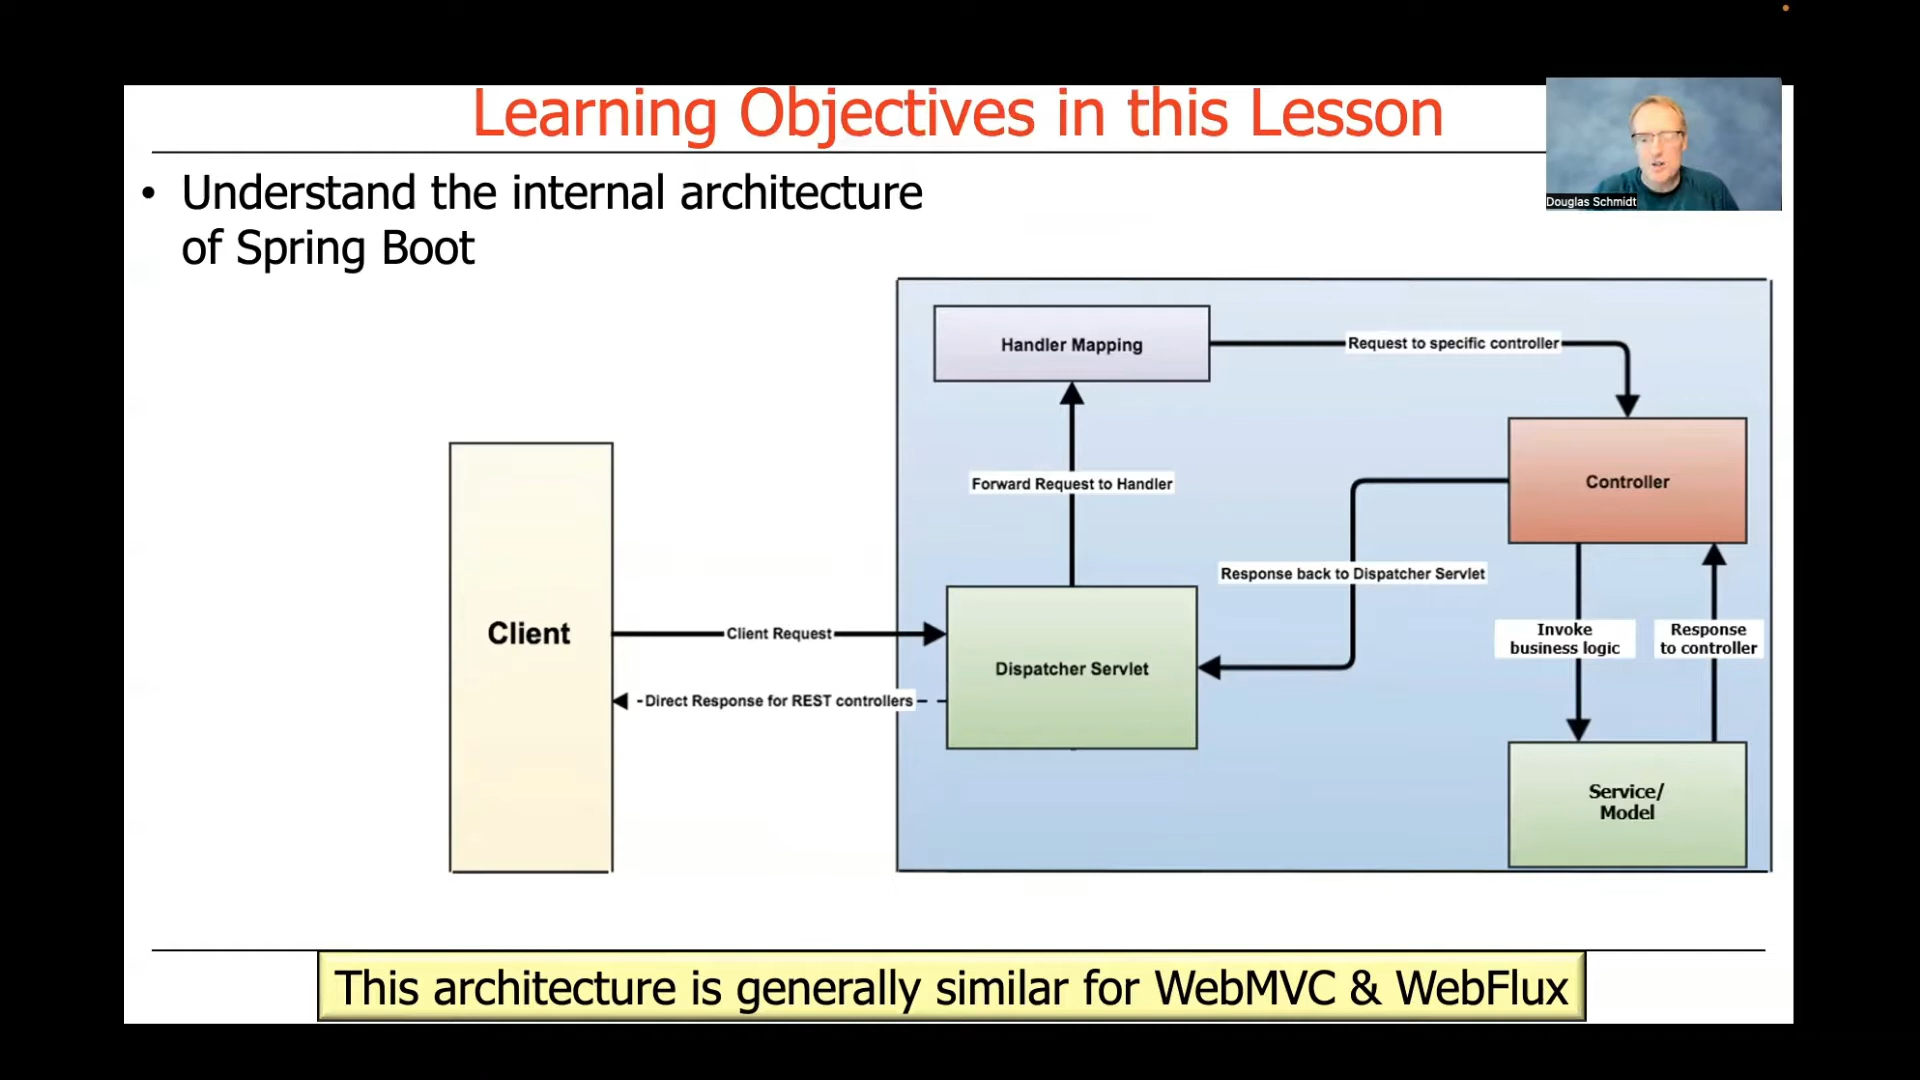 Learning Objectives in this Lesson
Douglas Schmidt
• Understand the internal architecture
of Spring Boot
Handler Mapping
Request to specific controller
Controller
Forward Request to Handler
Response back to Dispatcher Servlet
Client
Client Request
Dispatcher Servlet
Direct Response for REST controllers
Invoke
business logic
Response
to controller
Service/
Model
This architecture is generally similar for WebMVC & WebFlux